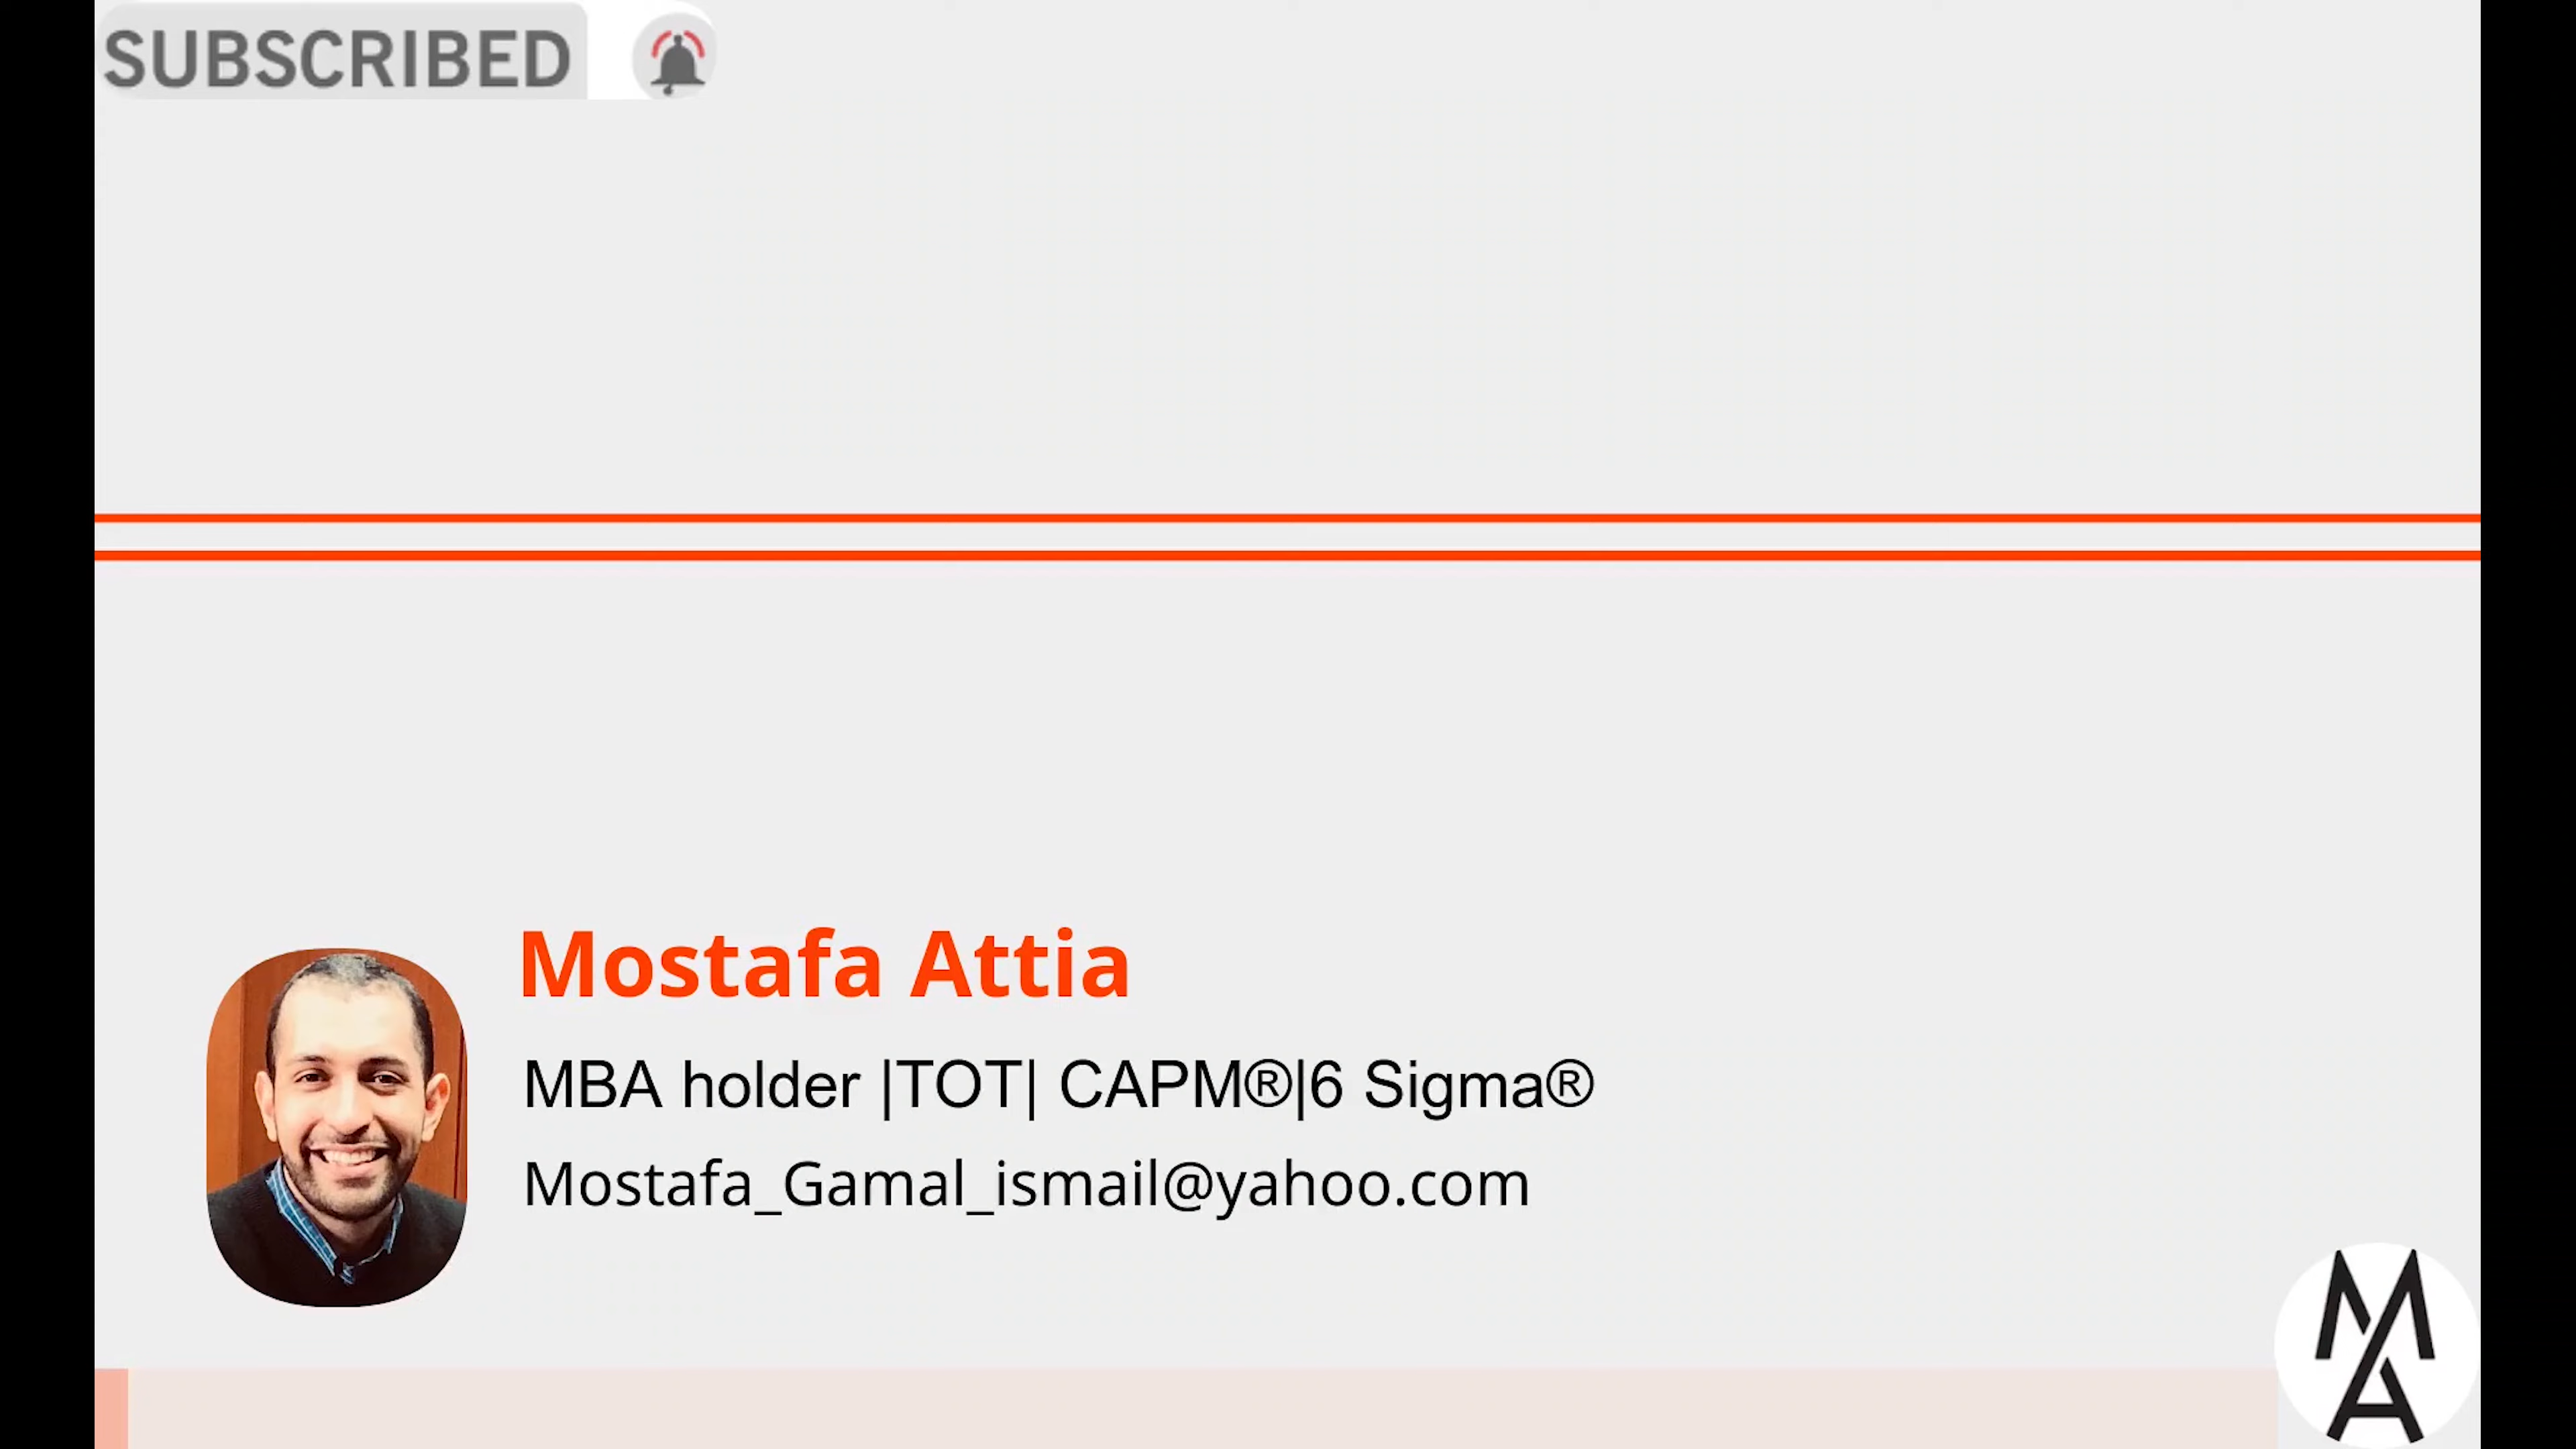 SUBSCRIBED
Mostafa Attia
MBA holder |TOT| CAPM®|6 Sigma®
Mostafa_Gamal_ismail@yahoo.com
MA